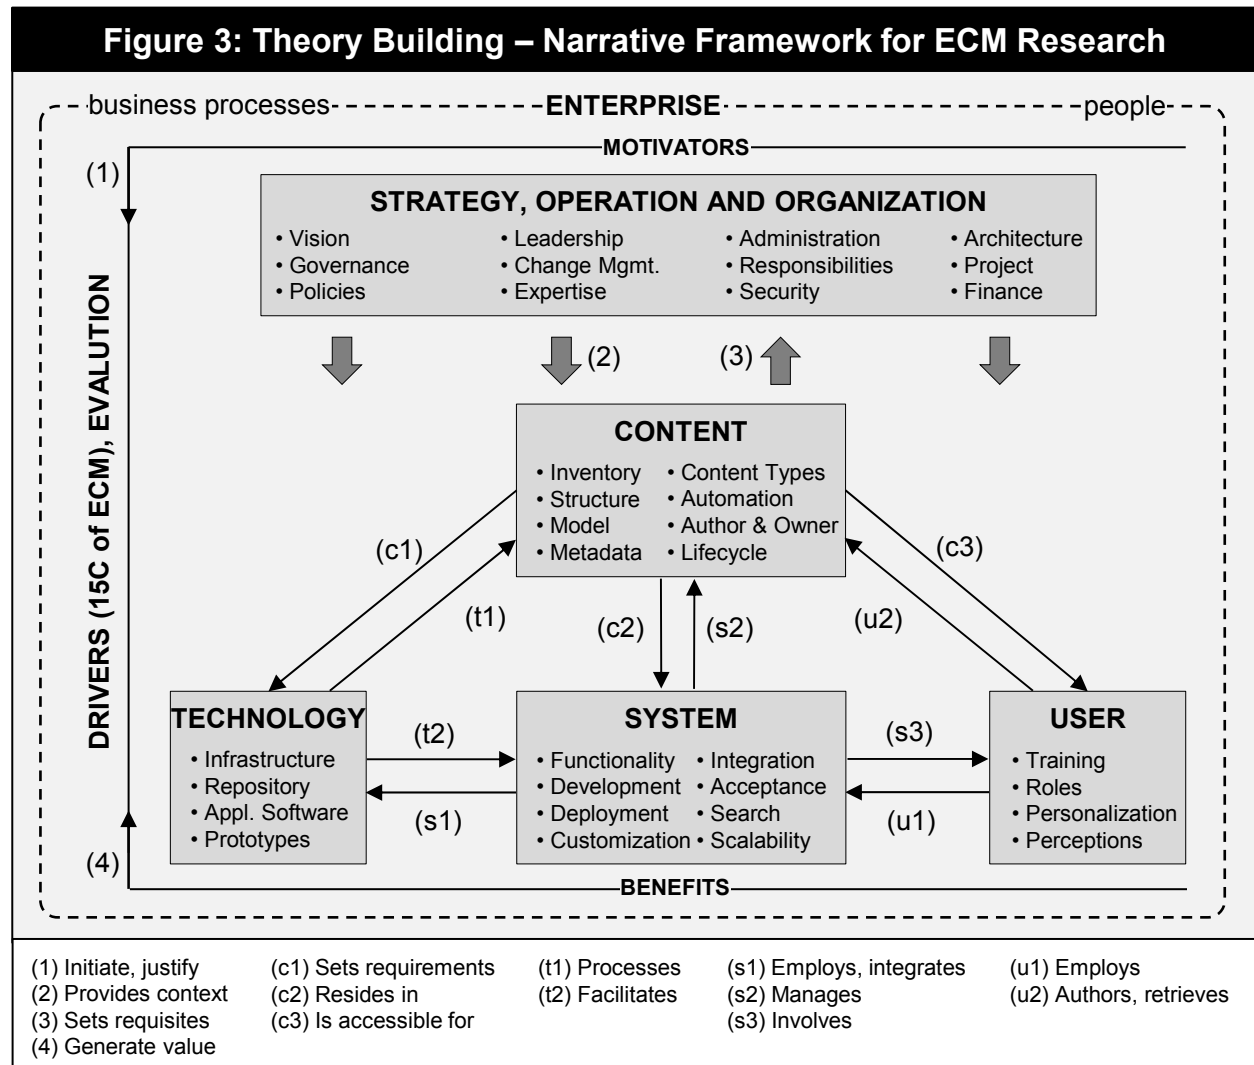 Figure 3: Theory Building – Narrative Framework for ECM Research
business processes
ENTERPRISE
people
MOTIVATORS
(1)
STRATEGY, OPERATION AND ORGANIZATION
• Vision
• Governance
• Policies
• Leadership
• Change Mgmt.
• Expertise
• Administration
• Responsibilities
• Security
• Architecture
• Project
• Finance
(2)
(3)
DRIVERS (15C of ECM), EVALUTION
CONTENT
• Inventory
• Structure
• Model
• Metadata
• Content Types
• Automation
• Author & Owner
• Lifecycle
(c1)
(t1)
(c2)
(s2)
(u2)
(c3)
TECHNOLOGY
• Infrastructure
• Repository
• Appl. Software
• Prototypes
(t2)
(s1)
SYSTEM
• Functionality
• Development
• Deployment
• Customization
• Integration
• Acceptance
• Search
• Scalability
(s3)
(u1)
USER
• Training
• Roles
• Personalization
• Perceptions
(4)
BENEFITS
(1) Initiate, justify
(2) Provides context
(3) Sets requisites
(4) Generate value
(c1) Sets requirements
(c2) Resides in
(c3) Is accessible for
(t1) Processes
(t2) Facilitates
(s1) Employs, integrates
(s2) Manages
(s3) Involves
(u1) Employs
(u2) Authors, retrieves